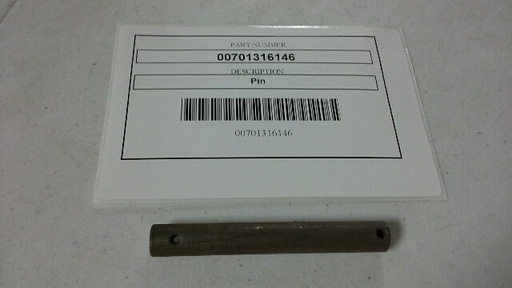 PART NUMBER
00701316146
DESCRIPTION
Pin
00701316146